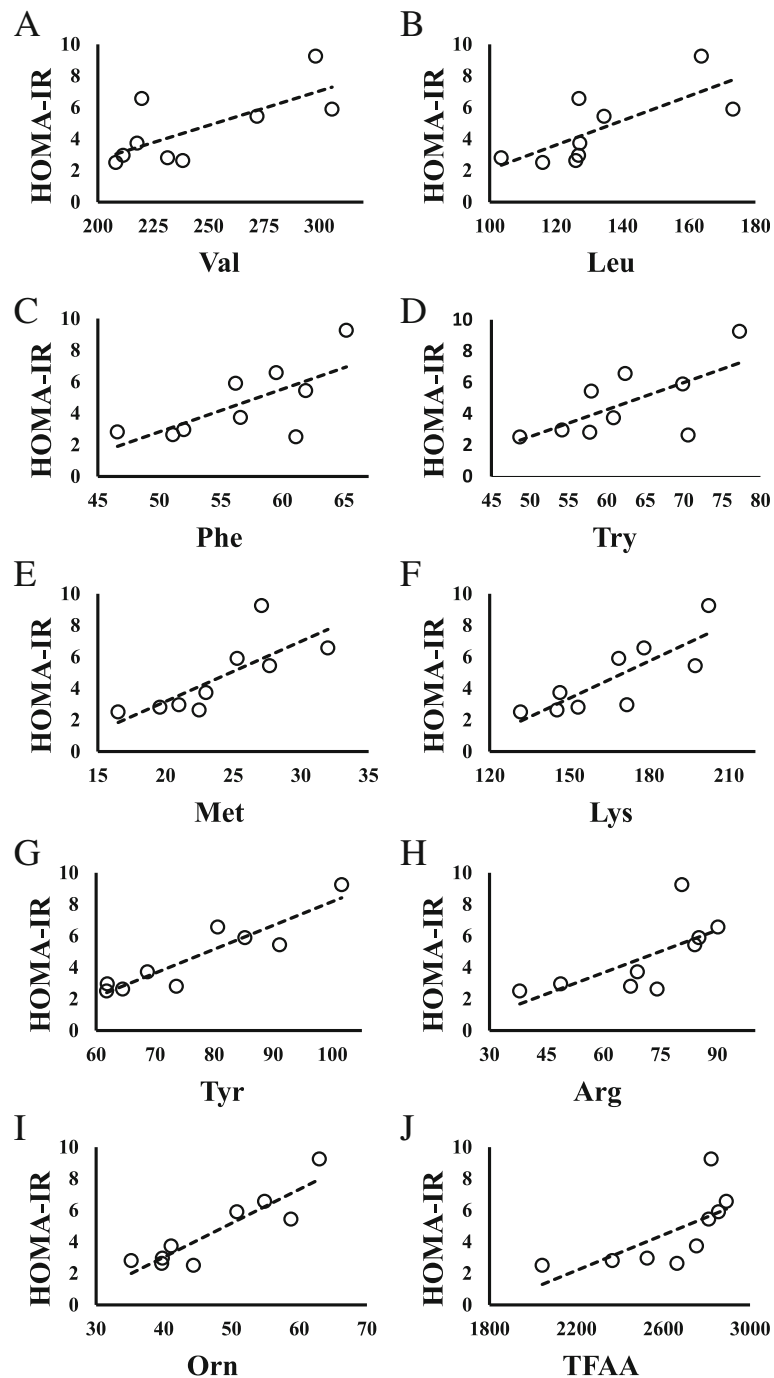 A
HOMA-IR
10
8
6
4
2
0
200 225 250 275 300
Val
B
HOMA-IR
10
8
6
4
2
0
100 120 140 160 180
Leu
C
HOMA-IR
10
8
6
4
2
0
45 50 55 60 65
Phe
D
HOMA-IR
10
8
6
4
2
0
45 50 55 60 65 70 75 80
Try
E
HOMA-IR
10
8
6
4
2
0
15 20 25 30 35
Met
F
HOMA-IR
10
8
6
4
2
0
120 150 180 210
Lys
G
HOMA-IR
10
8
6
4
2
0
60 70 80 90 100
Tyr
H
HOMA-IR
10
8
6
4
2
0
30 45 60 75 90
Arg
I
HOMA-IR
10
8
6
4
2
0
30 40 50 60 70
Orn
J
HOMA-IR
10
8
6
4
2
0
1800 2200 2600 3000
TFAA